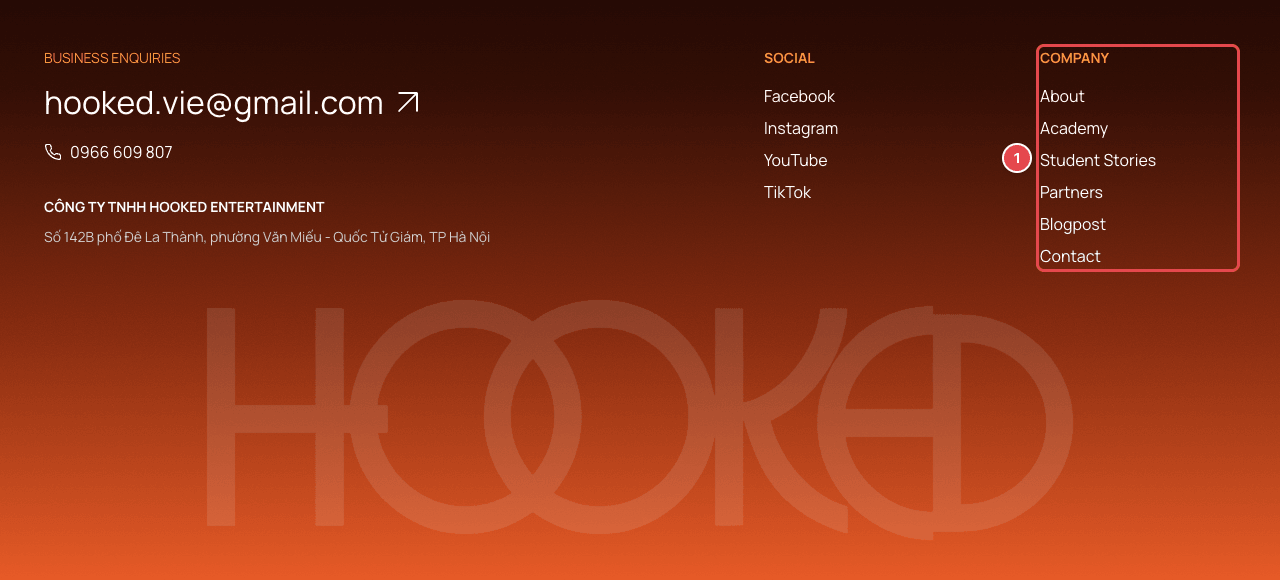 BUSINESS ENQUIRIES
hooked.vie@gmail.com
0966 609 807
CÔNG TY TNHH HOOKED ENTERTAINMENT
Số 142B phố Đê La Thành, phường Văn Miếu - Quốc Tử Giám, TP Hà Nội
SOCIAL
Facebook
Instagram
YouTube
TikTok
COMPANY
About
Academy
1
Student Stories
Partners
Blogpost
Contact
HOOKED